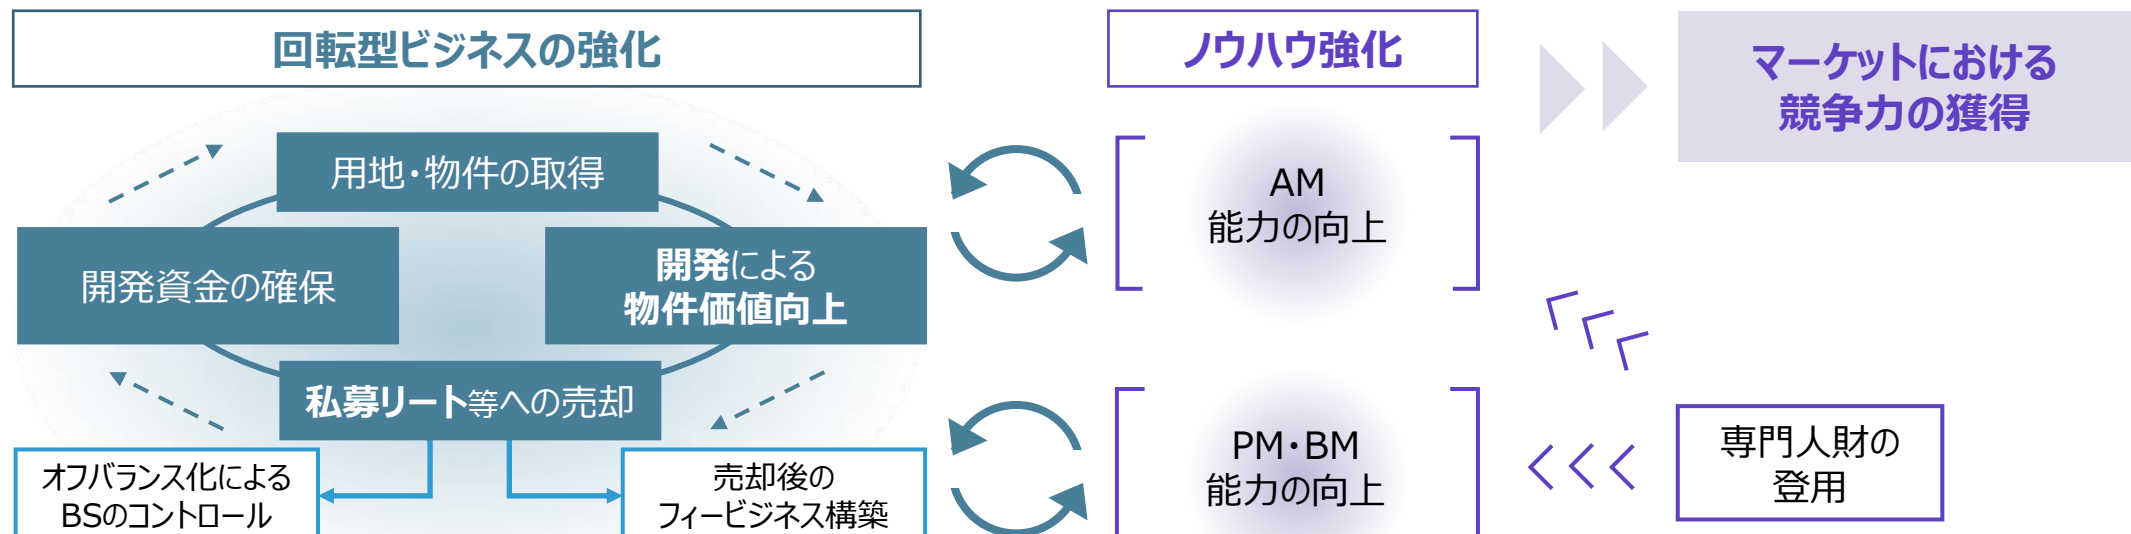 回転型ビジネスの強化
用地・物件の取得
開発資金の確保
開発による
物件価値向上
私募リート等への売却
オフバランス化による
BSのコントロール
売却後の
フィービジネス構築
ノウハウ強化
AM
能力の向上
PM・BM
能力の向上
マーケットにおける
競争力の獲得
専門人財の
登用